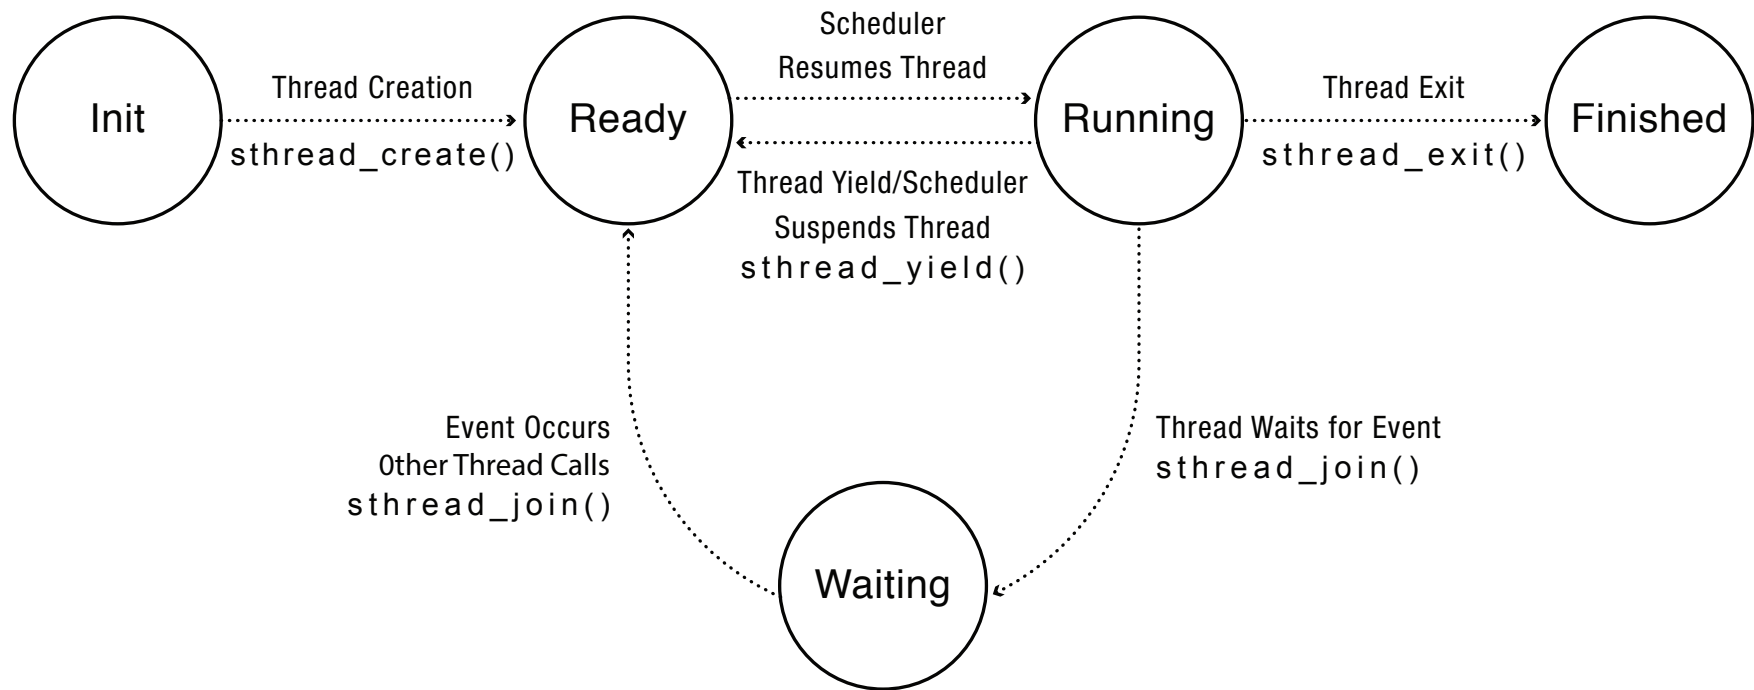 Init
Thread Creation
sthread_create()
Ready
Scheduler
Resumes Thread
Thread Yield/Scheduler
Suspends Thread
sthread_yield()
Running
Thread Exit
sthread_exit()
Finished
Event Occurs
0ther Thread Calls
sthread_join()
Thread Waits for Event
sthread_join()
Waiting